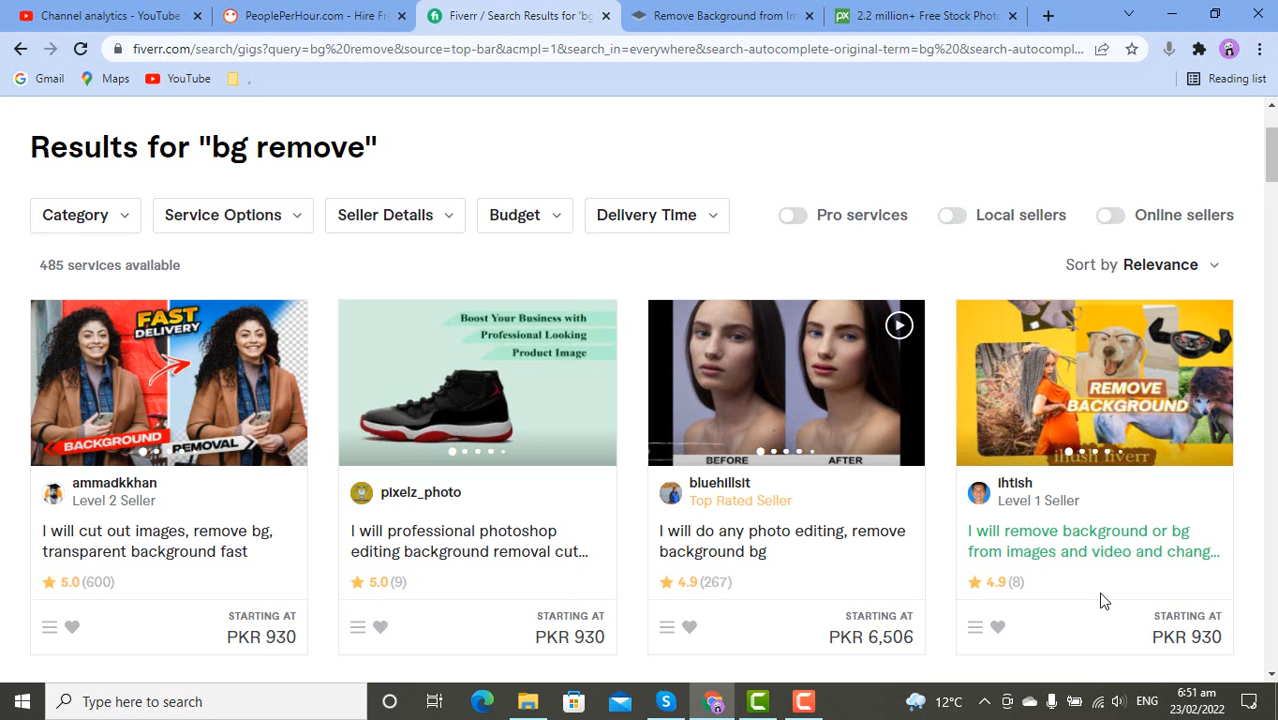 Channel analytics - YouTube
PeoplePerHour.com - Hire Fr
Fiverr / Search Results for 'bg
Remove Background from Im
2.2 million+ Free Stock Phot
fiverr.com/search/gigs?query=bg%20remove&source=top-bar&acmpl=1&search_in=everywhere&search-autocomplete-original-term=bg%20&search-autocompl...
Gmail
Maps
YouTube
,
Reading list
Results for "bg remove"
Category
Service Options
Seller Details
Budget
Delivery Time
Pro services
Local sellers
Online sellers
485 services available
Sort by Relevance
FAST
DELIVERY
BACKGROUND
REMOVAL
ammadkkhan
Level 2 Seller
I will cut out images, remove bg,
transparent background fast
5.0 (600)
STARTING AT
PKR 930
Boost Your Business with
Professional Looking
Product Image
pixelz_photo
I will professional photoshop
editing background removal cut...
5.0 (9)
STARTING AT
PKR 930
BEFORE
AFTER
bluehillsit
Top Rated Seller
I will do any photo editing, remove
background bg
4.9 (267)
STARTING AT
PKR 6,506
REMOVE
BACKGROUND
ihtish fiverr
ihtish
Level 1 Seller
I will remove background or bg
from images and video and chang...
4.9 (8)
STARTING AT
PKR 930
Type here to search
12°C
ENG
6:51 am
23/02/2022